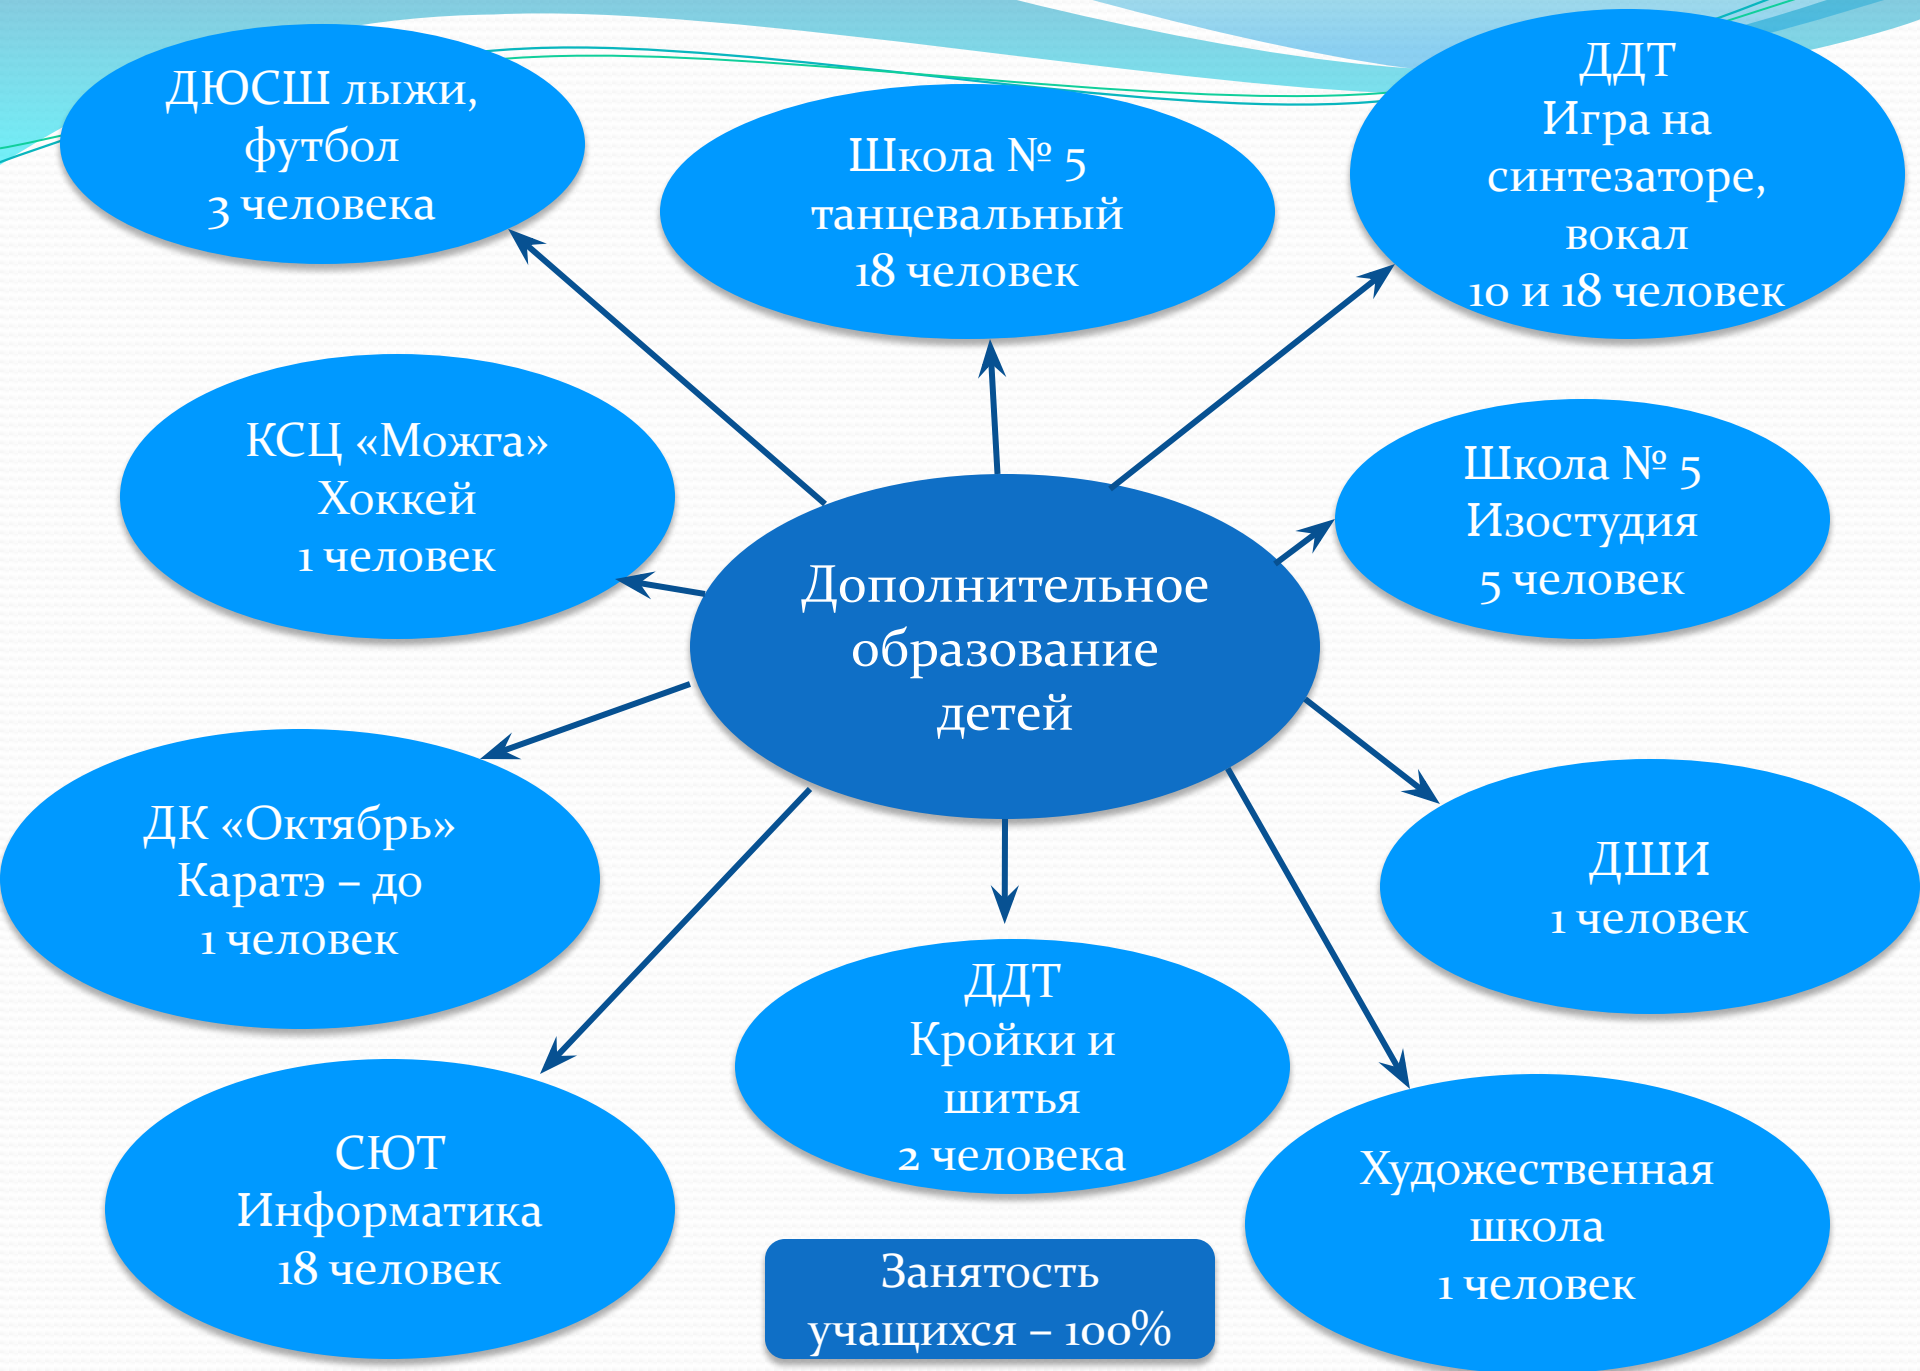 ДЮСШ лыжи,
футбол
3 человека
Школа № 5
танцевальный
18 человек
ДДТ
Игра на
синтезаторе,
вокал
10 и 18 человек
КСЦ «Можга»
Хоккей
1 человек
Школа № 5
Изостудия
5 человек
Дополнительное
образование
детей
ДК «Октябрь»
Каратэ – до
1 человек
ДШИ
1 человек
ДДТ
Кройки и
шитья
2 человека
СЮТ
Информатика
18 человек
Художественная
школа
1 человек
Занятость
учащихся – 100%